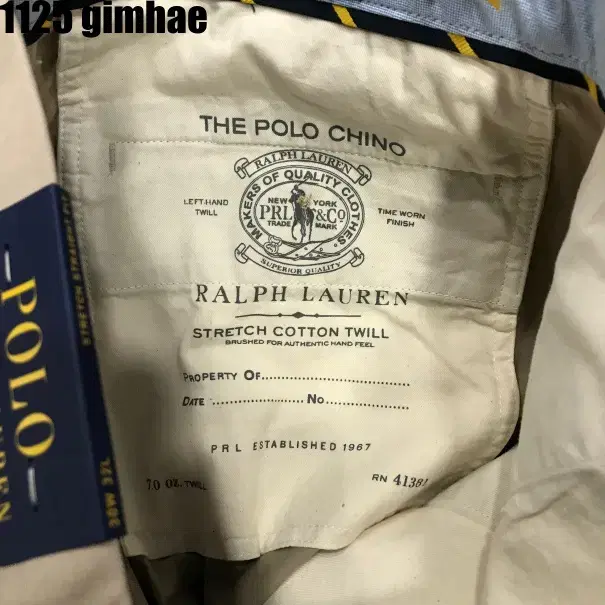 1125 gimhae
THE POLO CHINO
RALPH LAUREN
MAKERS OF QUALITY CLOTHES
LEFT-HAND
TWILL
NEW YORK
PRL &Co
TRADE MARK
TIME WORN
FINISH
SUPERIOR QUALITY
RALPH LAUREN
STRETCH COTTON TWILL
BRUSHED FOR AUTHENTIC HAND FEEL
PROPERTY OF
DATE No
PRL ESTABLISHED 1967
7.0 OZ. TWILL
RN 41381
POLO
STRETCH STRAIGHT